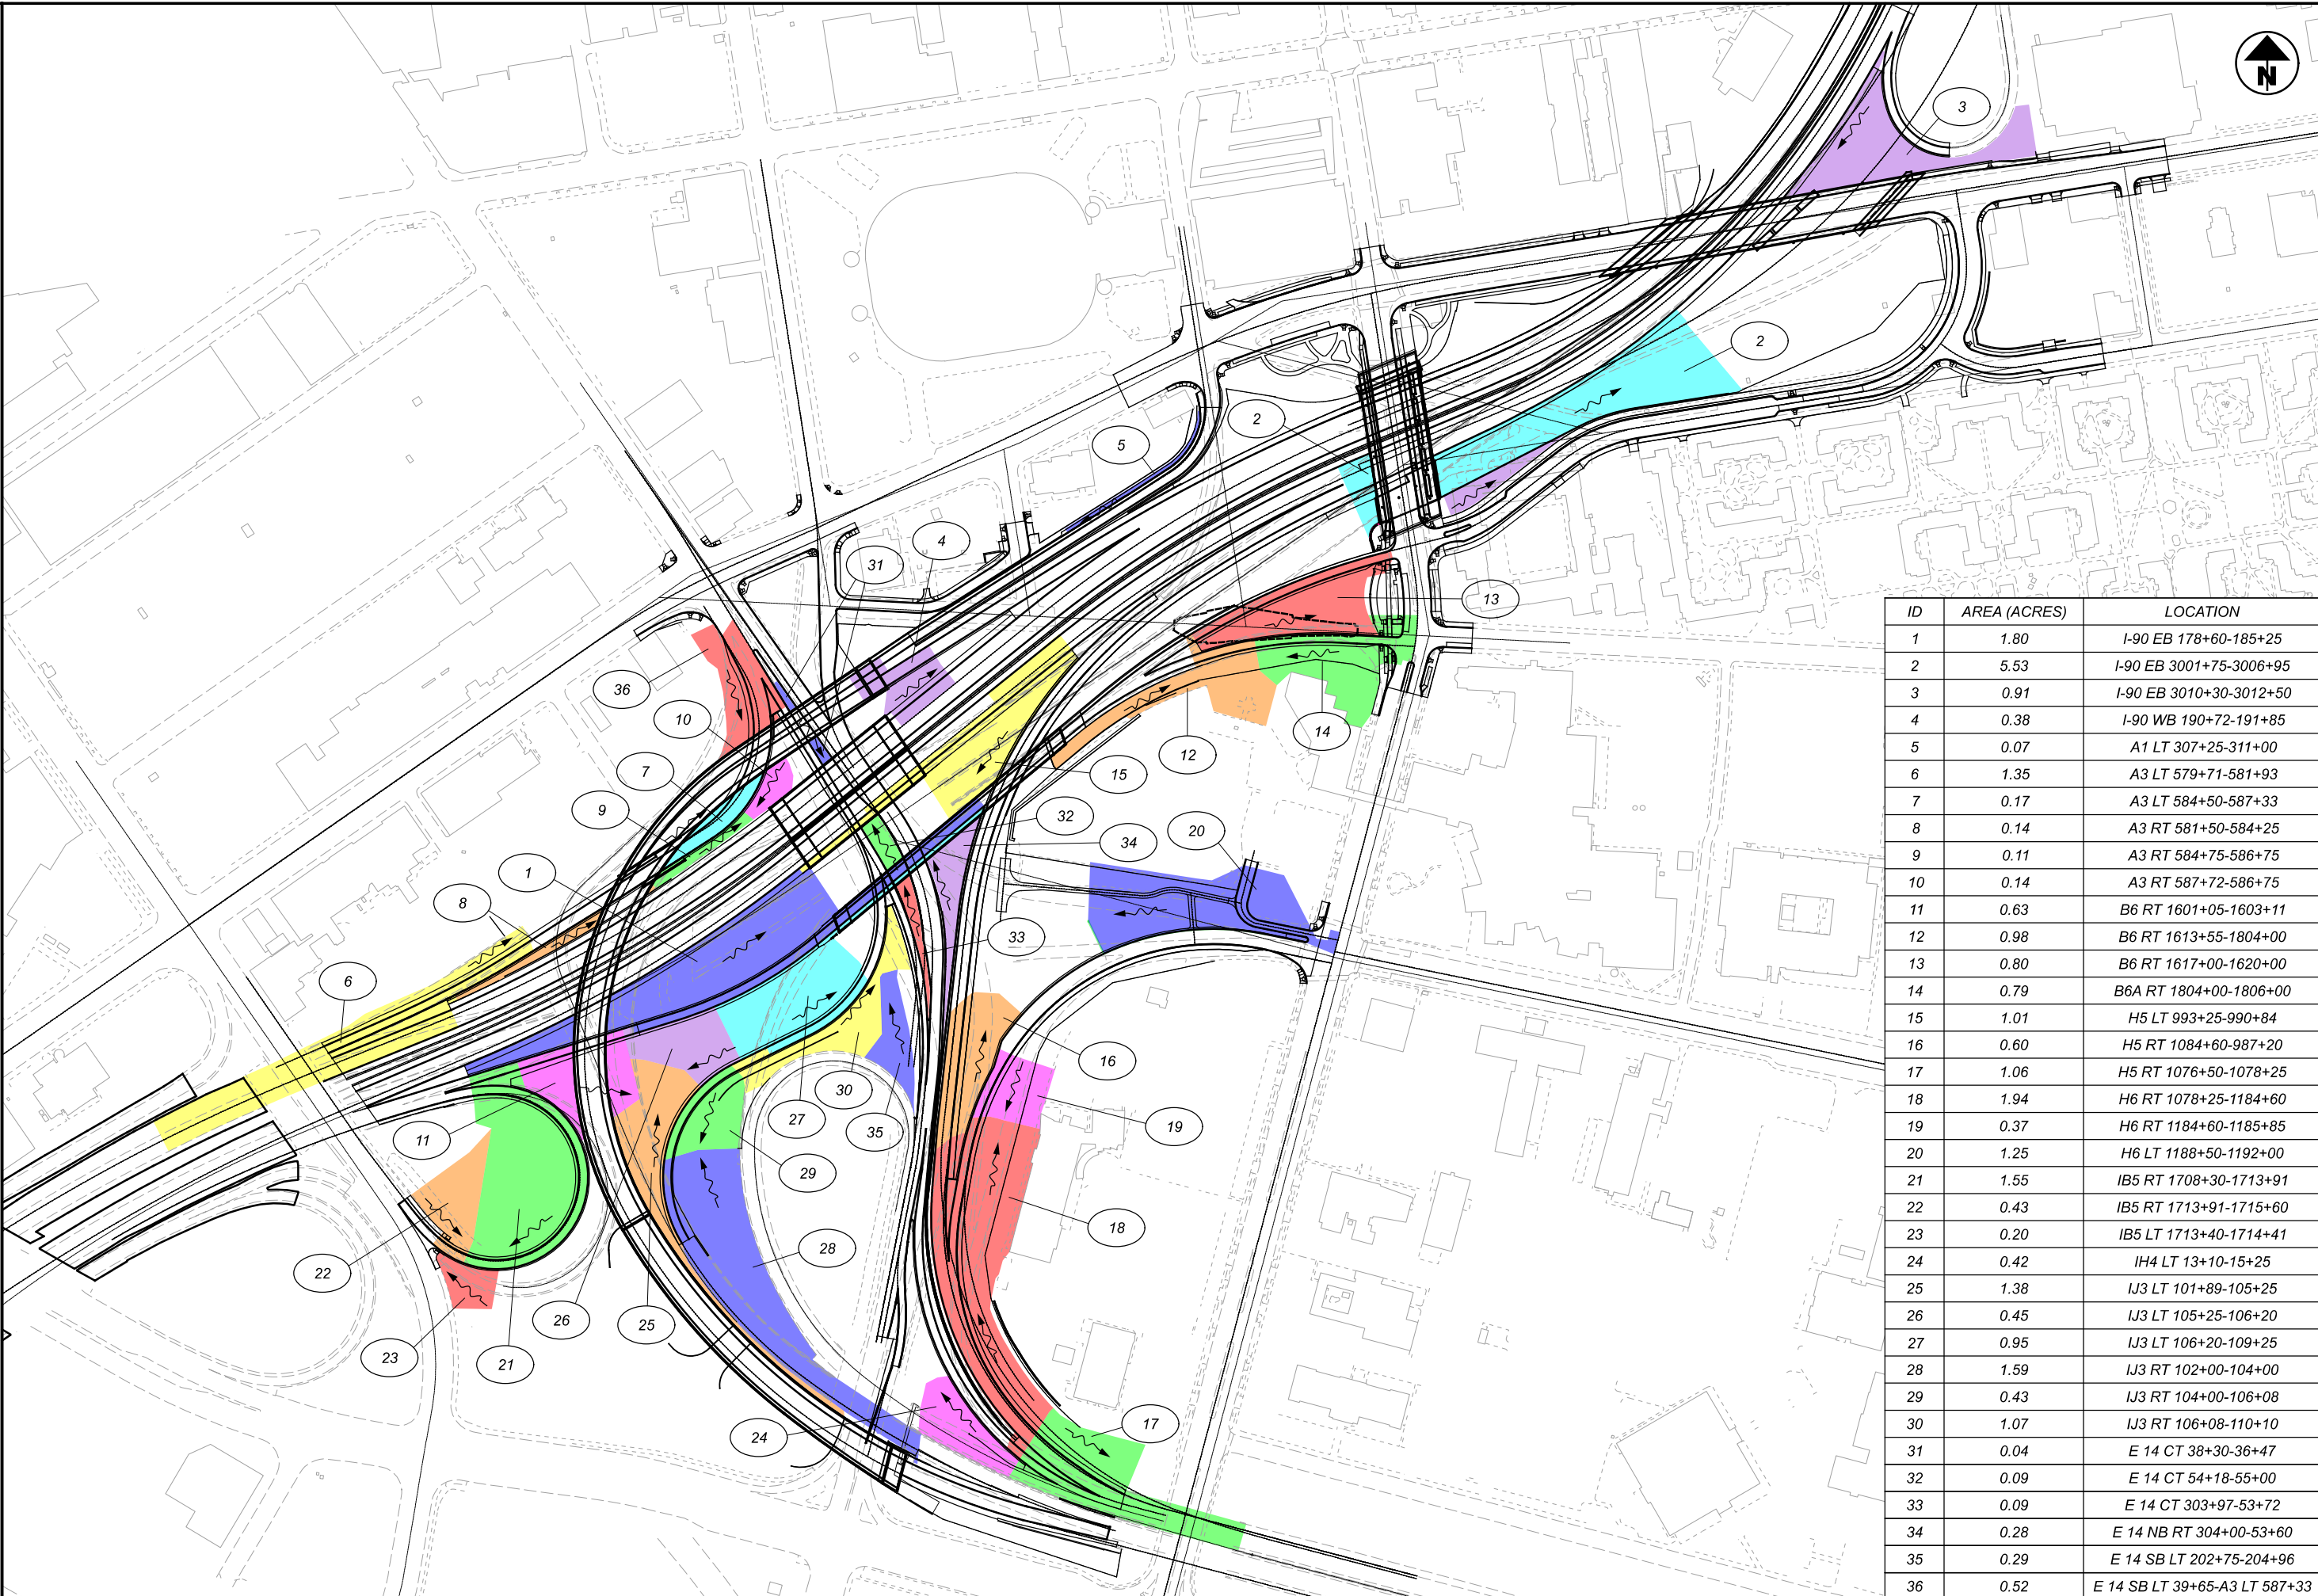 N
3
2
2
5
4
31
13
36
10
14
12
7
15
9
32
20
34
1
8
33
6
16
30
27
19
11
35
29
18
28
22
26
25
23
21
17
24
ID AREA (ACRES) LOCATION
1 1.80 I-90 EB 178+60-185+25
2 5.53 I-90 EB 3001+75-3006+95
3 0.91 I-90 EB 3010+30-3012+50
4 0.38 I-90 WB 190+72-191+85
5 0.07 A1 LT 307+25-311+00
6 1.35 A3 LT 579+71-581+93
7 0.17 A3 LT 584+50-587+33
8 0.14 A3 RT 581+50-584+25
9 0.11 A3 RT 584+75-586+75
10 0.14 A3 RT 587+72-586+75
11 0.63 B6 RT 1601+05-1603+11
12 0.98 B6 RT 1613+55-1804+00
13 0.80 B6 RT 1617+00-1620+00
14 0.79 B6A RT 1804+00-1806+00
15 1.01 H5 LT 993+25-990+84
16 0.60 H5 RT 1084+60-987+20
17 1.06 H5 RT 1076+50-1078+25
18 1.94 H6 RT 1078+25-1184+60
19 0.37 H6 RT 1184+60-1185+85
20 1.25 H6 LT 1188+50-1192+00
21 1.55 IB5 RT 1708+30-1713+91
22 0.43 IB5 RT 1713+91-1715+60
23 0.20 IB5 LT 1713+40-1714+41
24 0.42 IH4 LT 13+10-15+25
25 1.38 IJ3 LT 101+89-105+25
26 0.45 IJ3 LT 105+25-106+20
27 0.95 IJ3 LT 106+20-109+25
28 1.59 IJ3 RT 102+00-104+00
29 0.43 IJ3 RT 104+00-106+08
30 1.07 IJ3 RT 106+08-110+10
31 0.04 E 14 CT 38+30-36+47
32 0.09 E 14 CT 54+18-55+00
33 0.09 E 14 CT 303+97-53+72
34 0.28 E 14 NB RT 304+00-53+60
35 0.29 E 14 SB LT 202+75-204+96
36 0.52 E 14 SB LT 39+65-A3 LT 587+33